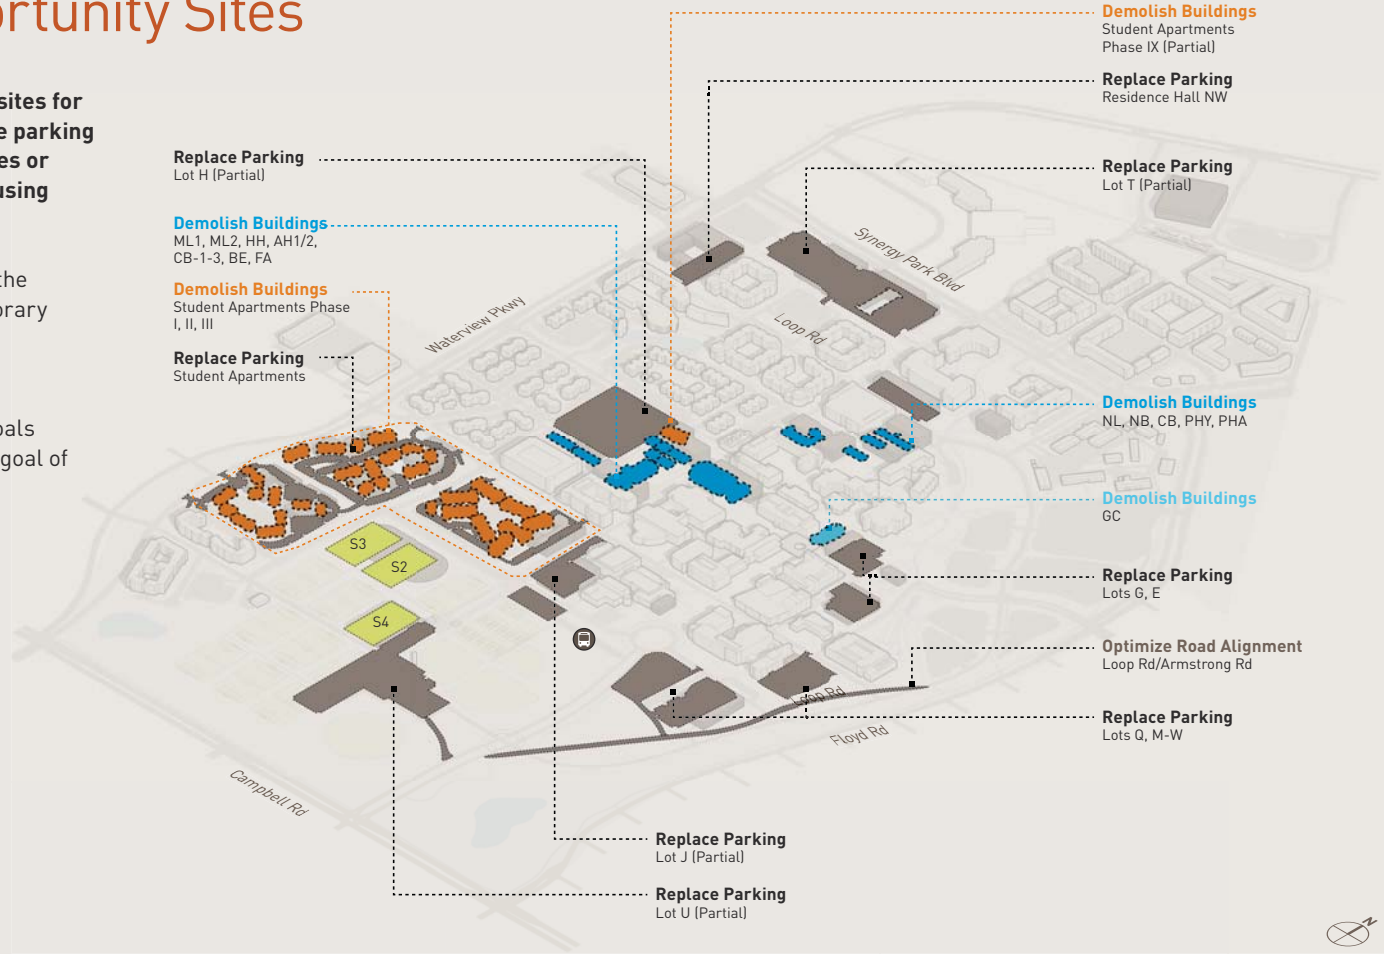 ortunity Sites
sites for
e parking
es or
using
the
orary
oals
goal of
Demolish Buildings
Student Apartments
Phase IX (Partial)
Replace Parking
Residence Hall NW
Replace Parking
Lot H (Partial)
Replace Parking
Lot T (Partial)
Demolish Buildings
ML1, ML2, HH, AH1/2,
CB-1-3, BE, FA
Demolish Buildings
Student Apartments Phase
I, II, III
Replace Parking
Student Apartments
Synergy Park Blvd
Waterview Pkwy
Loop Rd
Demolish Buildings
NL, NB, CB, PHY, PHA
Demolish Buildings
GC
S3
S2
S4
Replace Parking
Lots G, E
Optimize Road Alignment
Loop Rd/Armstrong Rd
Loop Rd
Replace Parking
Lots Q, M-W
Floyd Rd
Campbell Rd
Replace Parking
Lot J (Partial)
Replace Parking
Lot U (Partial)
N